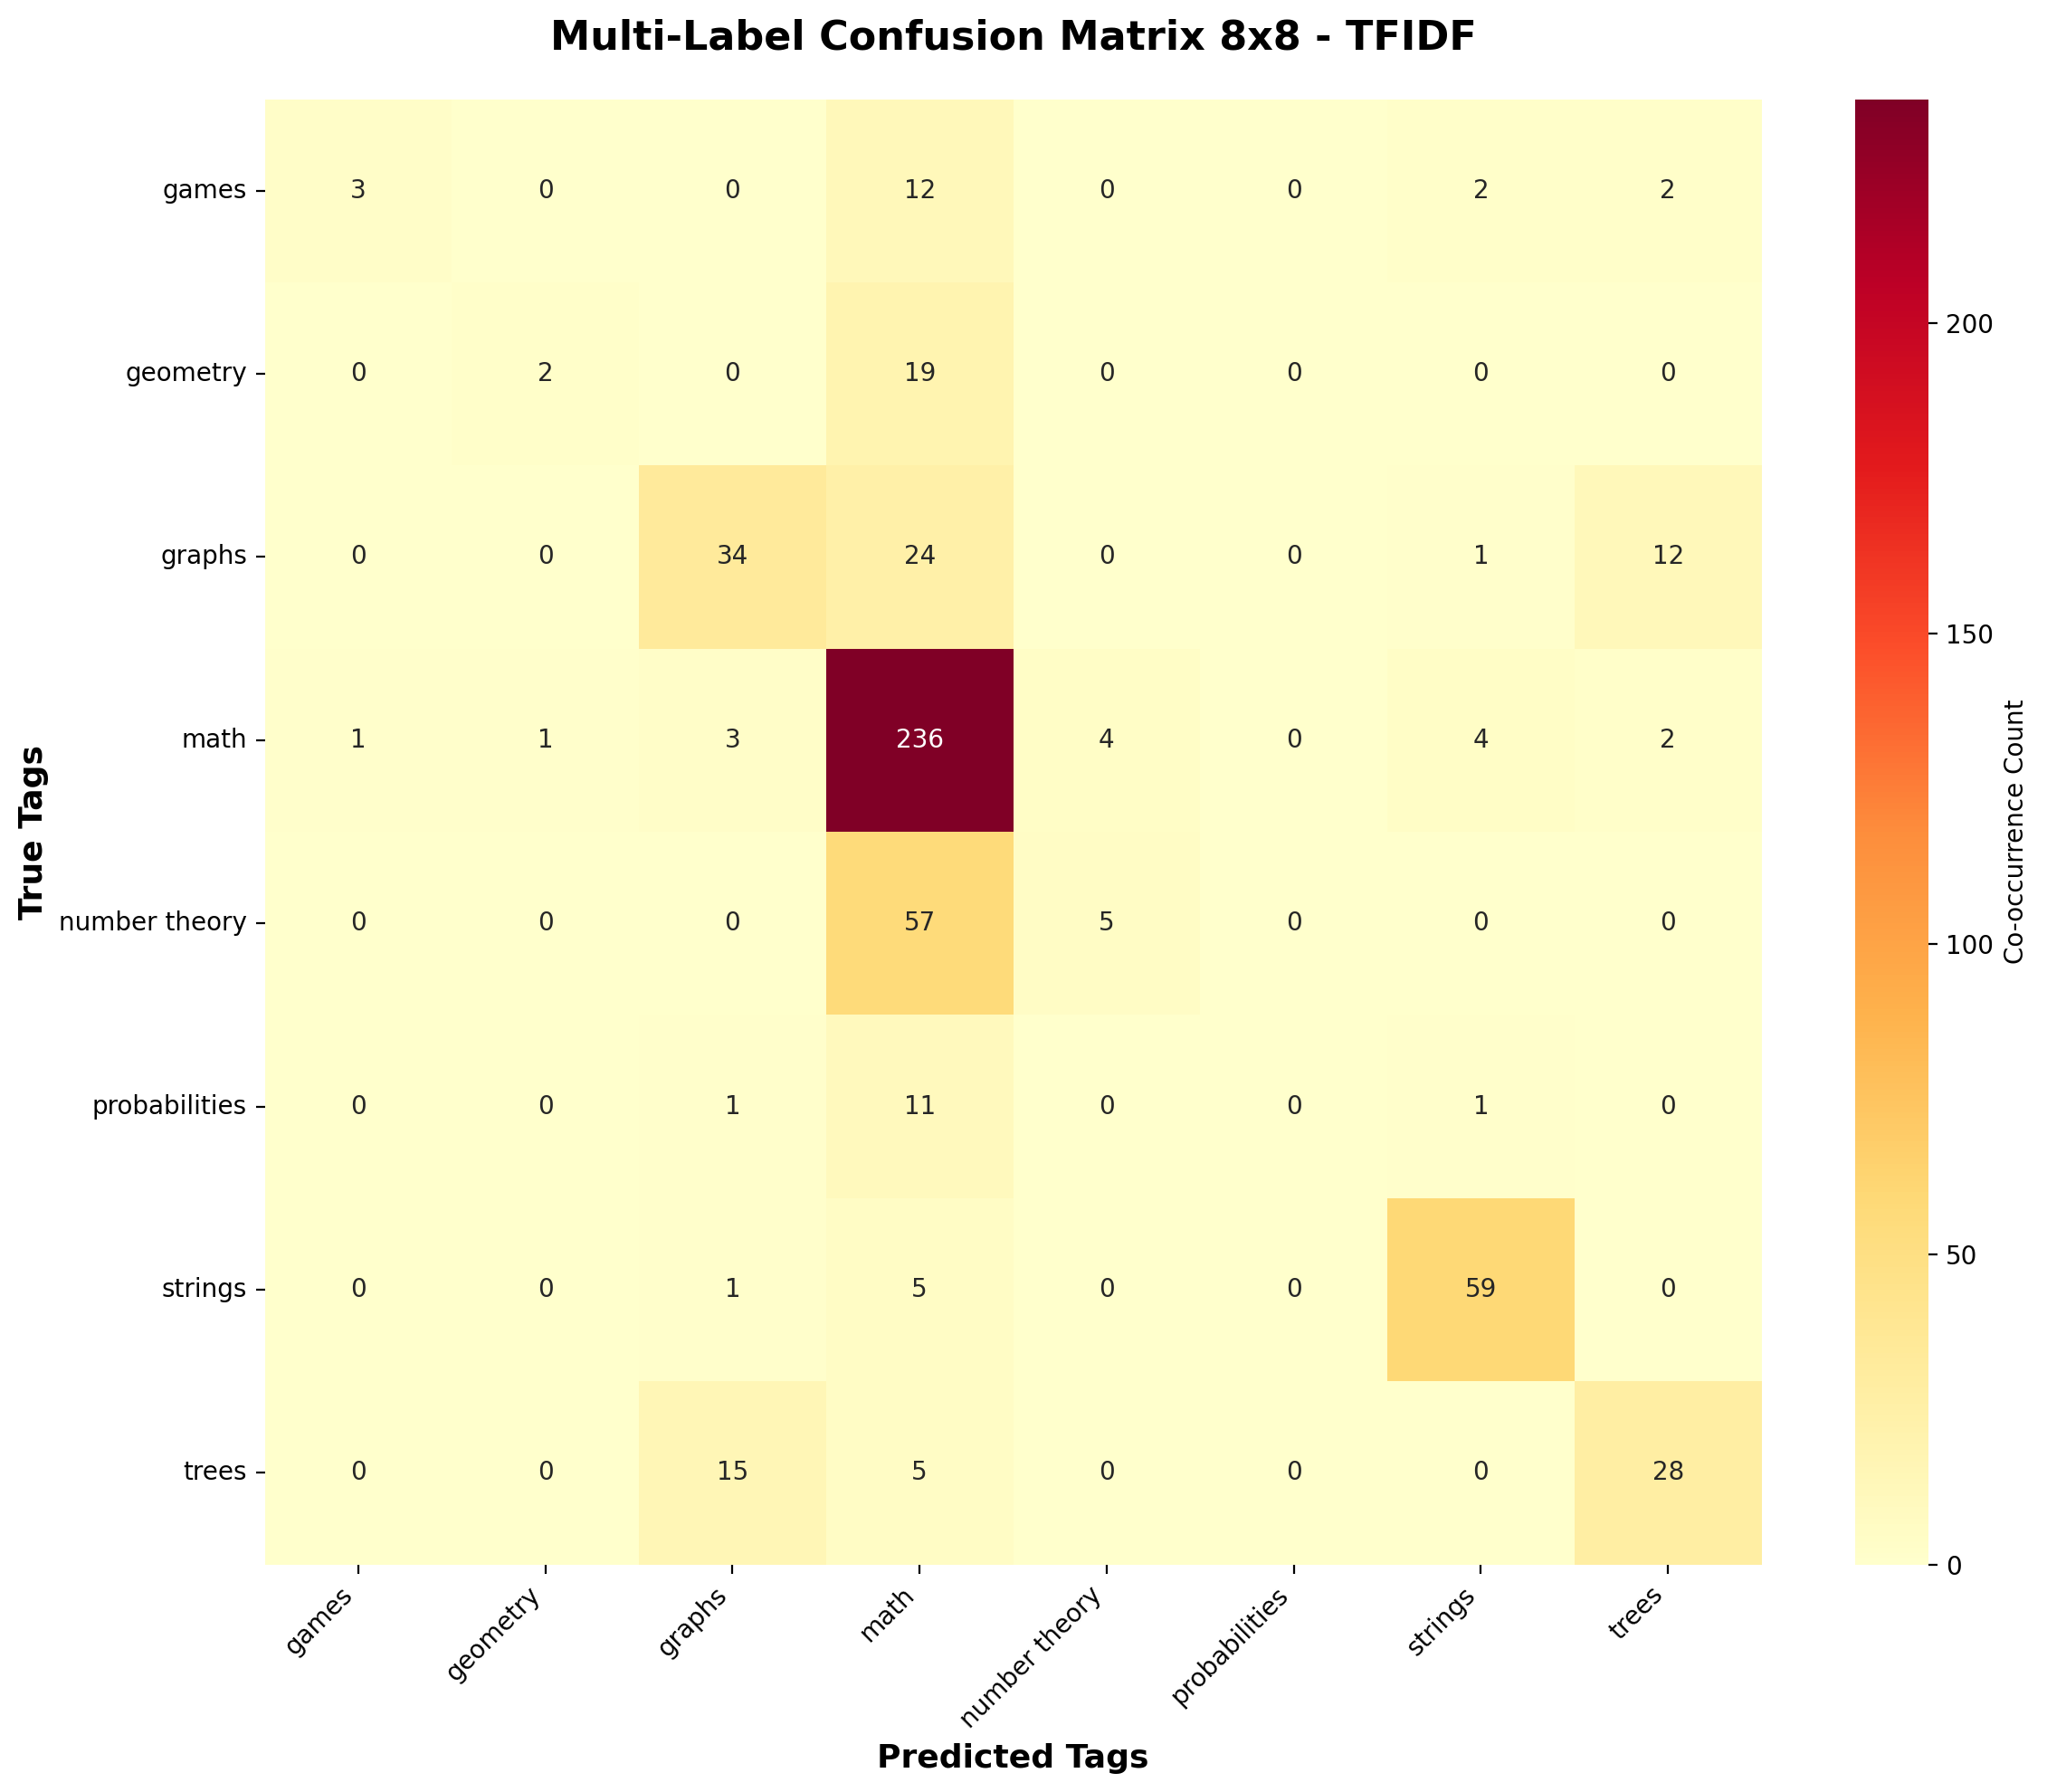 Multi-Label Confusion Matrix 8x8 - TFIDF
games 3 0 0 12 0 0 2 2
geometry 0 2 0 19 0 0 0 0
graphs 0 0 34 24 0 0 1 12
math 1 1 3 236 4 0 4 2
number theory 0 0 0 57 5 0 0 0
probabilities 0 0 1 11 0 0 1 0
strings 0 0 1 5 0 0 59 0
trees 0 0 15 5 0 0 0 28
games geometry graphs math number theory probabilities strings trees
Predicted Tags
True Tags
200
150
100
50
0
Co-occurrence Count